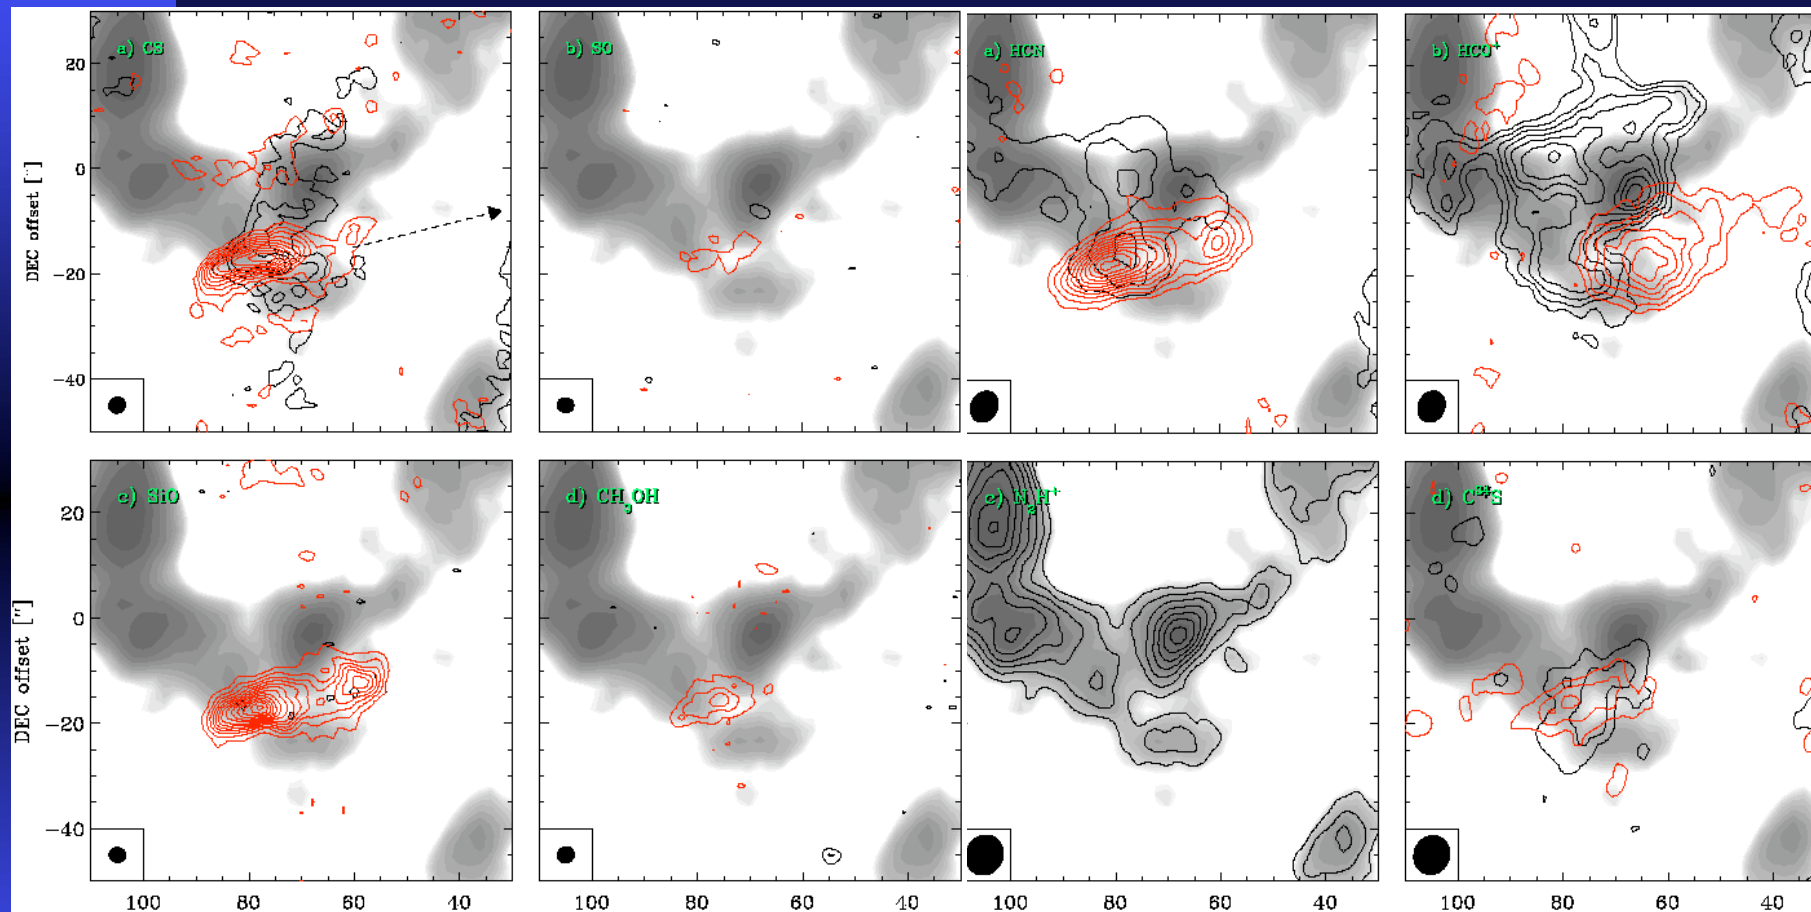 a) CS
b) SO
a) HCN
b) HCO+
DEC offset ["]
20
0
−20
−40
c) SiO
d) CH3OH
c) N2H+
d) C34S
DEC offset ["]
20
0
−20
−40
100 80 60 40 100 80 60 40 100 80 60 40 100 80 60 40